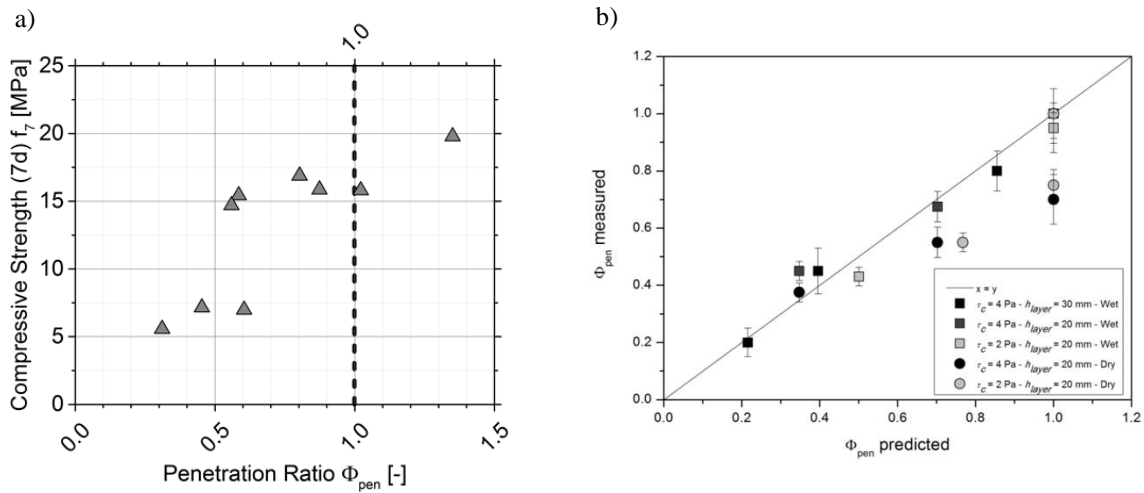 a)
1.0
25
20
15
10
5
0
Compressive Strength (7d) f7 [MPa]
0.0
0.5
1.0
1.5
Penetration Ratio Φpen [-]
b)
1.2
1.0
0.8
0.6
0.4
0.2
Φpen measured
x = y
τc = 4 Pa - hlayer = 30 mm - Wet
τc = 4 Pa - hlayer = 20 mm - Wet
τc = 2 Pa - hlayer = 20 mm - Wet
τc = 4 Pa - hlayer = 20 mm - Dry
τc = 2 Pa - hlayer = 20 mm - Dry
0.0
0.2
0.4
0.6
0.8
1.0
1.2
Φpen predicted